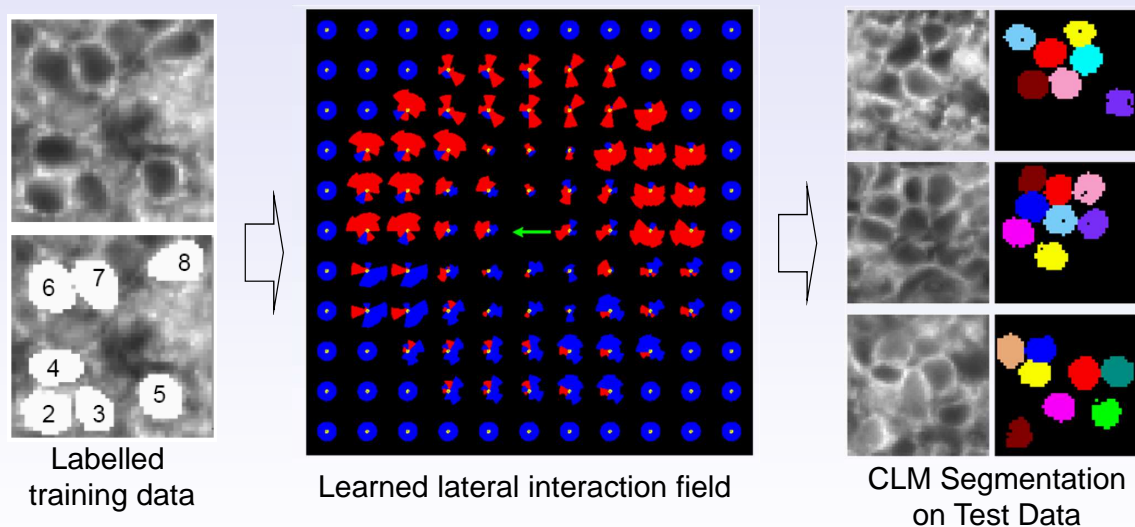 8
7
6
4
5
2
3
Labelled
training data
Learned lateral interaction field
CLM Segmentation
on Test Data